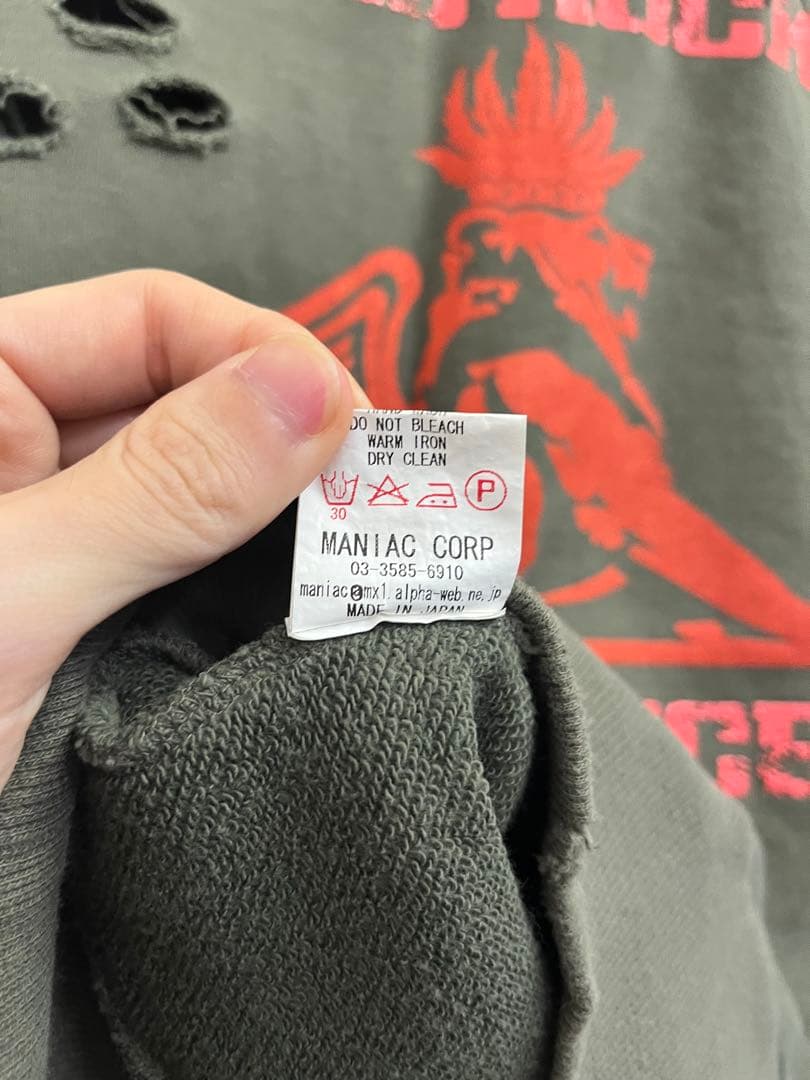 DO NOT BLEACH
WARM IRON
DRY CLEAN
P
30
MANIAC CORP
03-3585-6910
maniac@mx1.alpha-web.ne.jp
MADE IN JAPAN